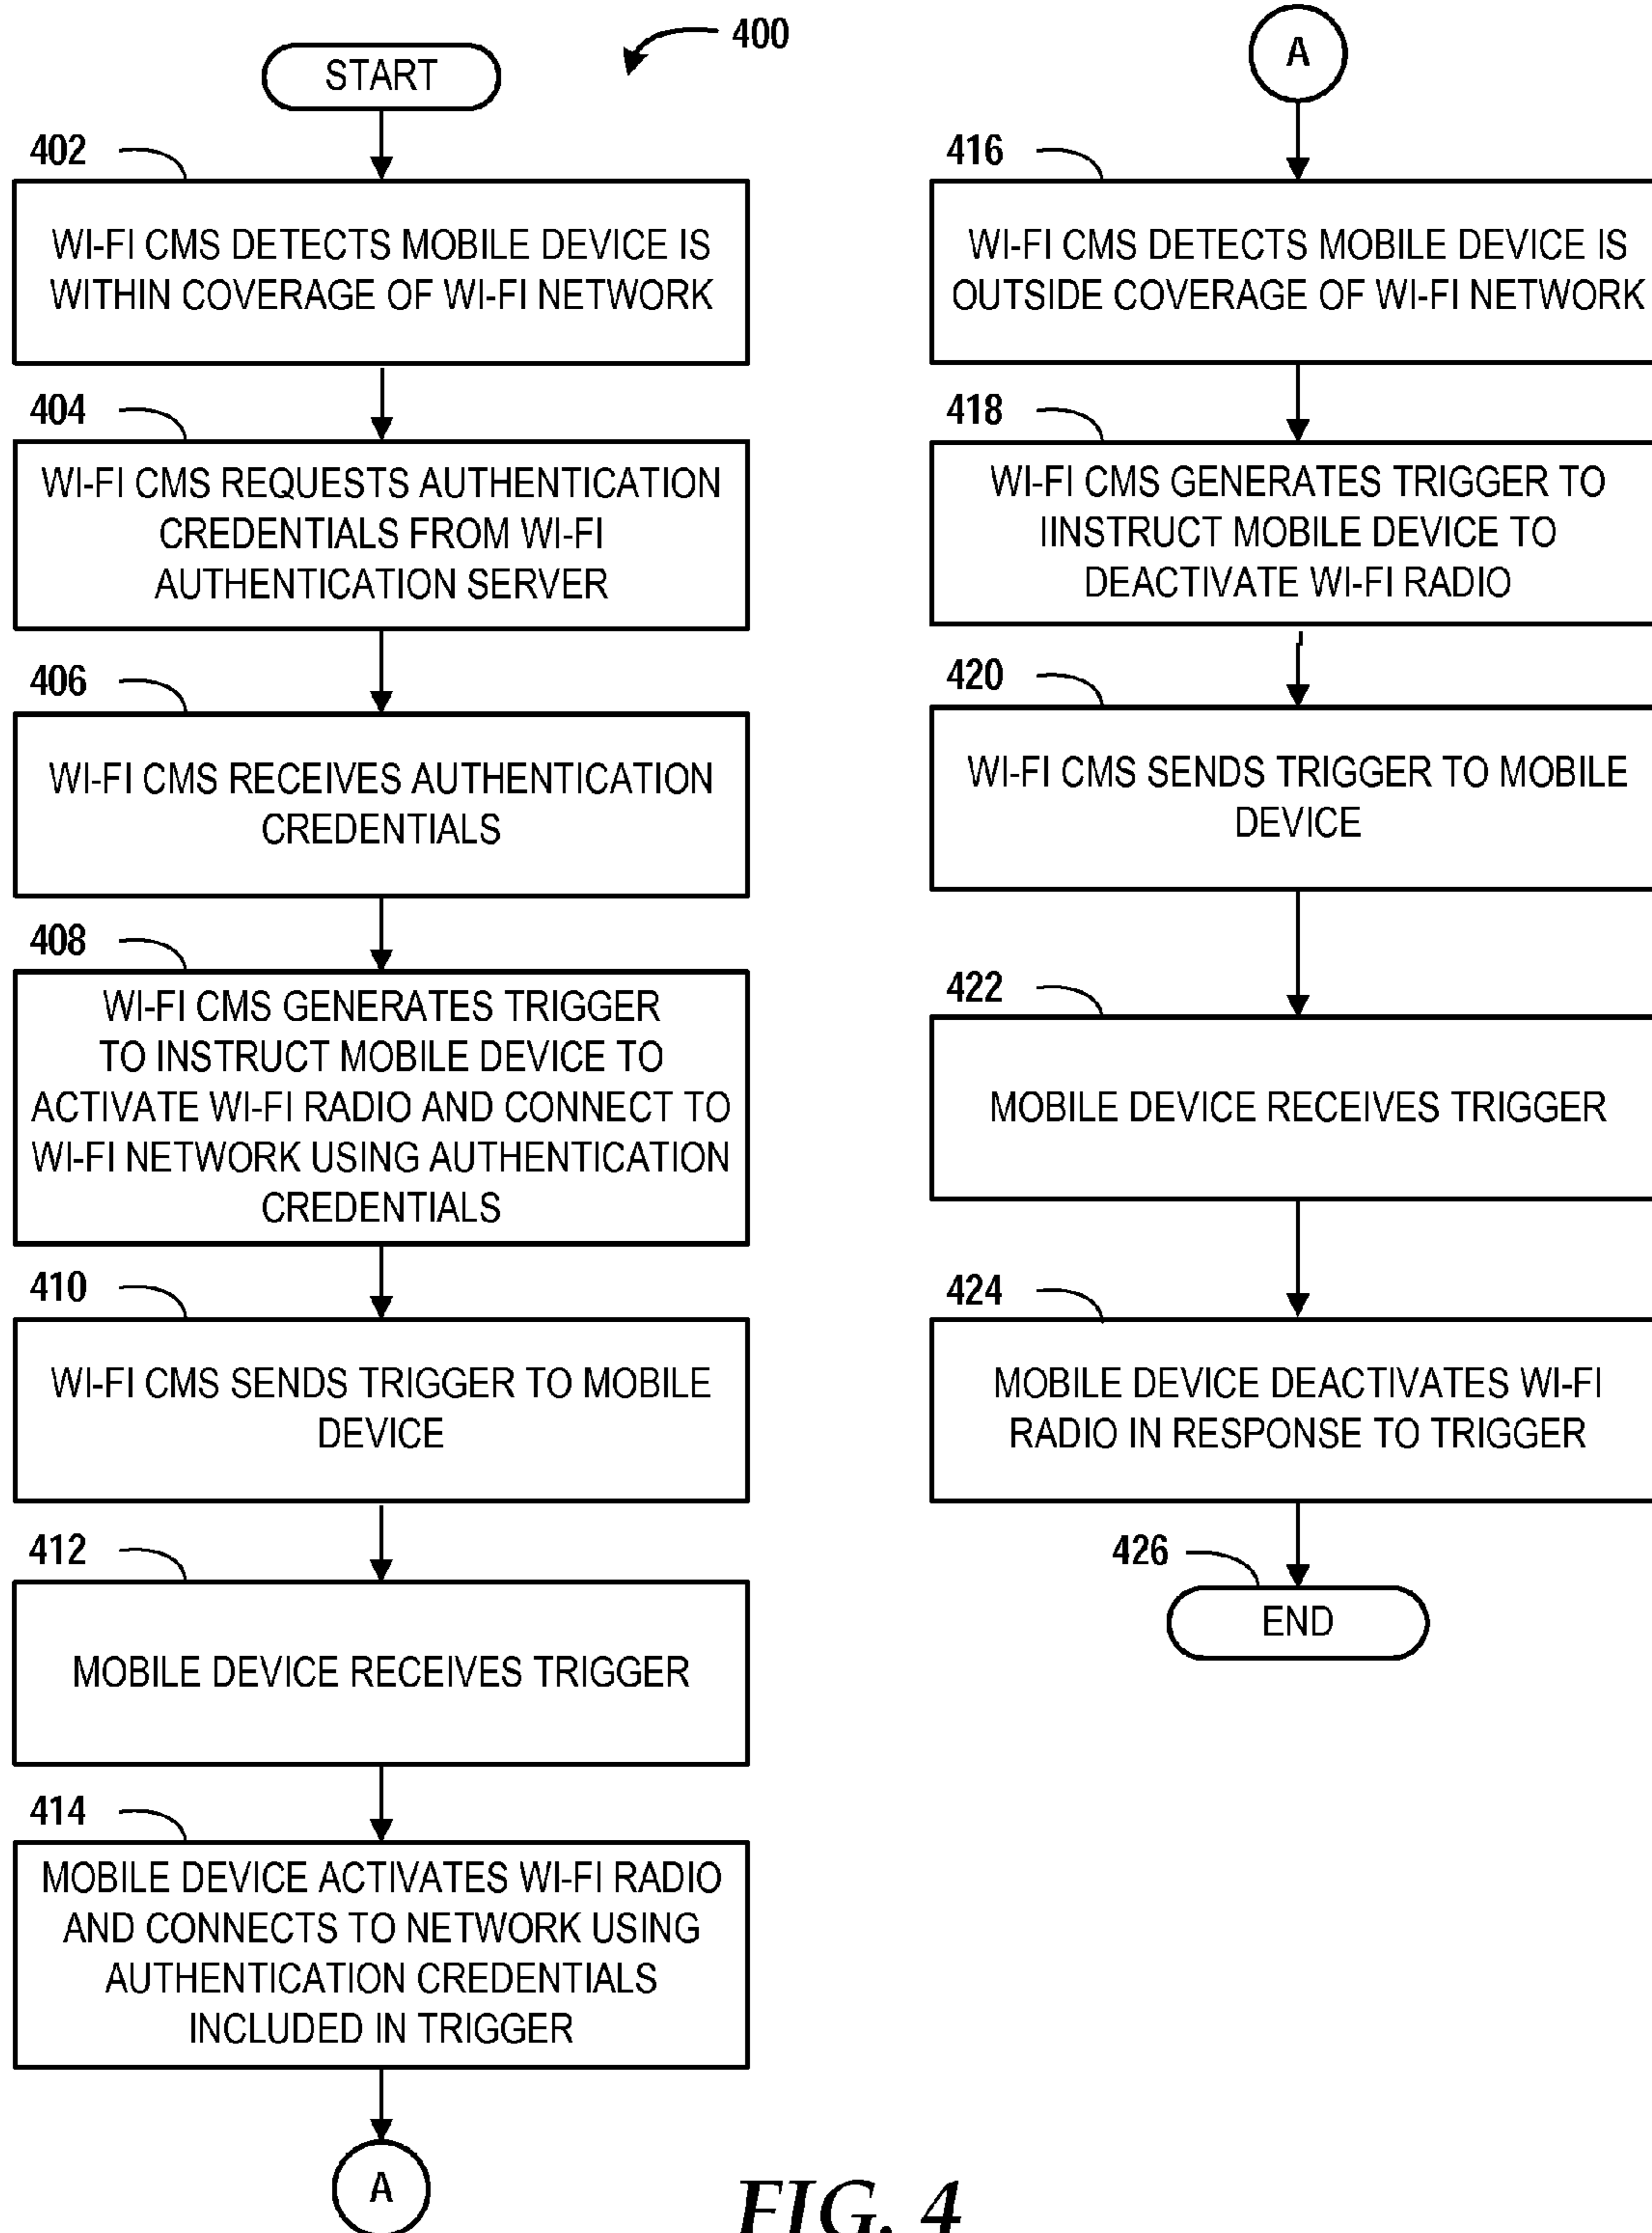 400
START
402
WI-FI CMS DETECTS MOBILE DEVICE IS
WITHIN COVERAGE OF WI-FI NETWORK
404
WI-FI CMS REQUESTS AUTHENTICATION
CREDENTIALS FROM WI-FI
AUTHENTICATION SERVER
406
WI-FI CMS RECEIVES AUTHENTICATION
CREDENTIALS
408
WI-FI CMS GENERATES TRIGGER
TO INSTRUCT MOBILE DEVICE TO
ACTIVATE WI-FI RADIO AND CONNECT TO
WI-FI NETWORK USING AUTHENTICATION
CREDENTIALS
410
WI-FI CMS SENDS TRIGGER TO MOBILE
DEVICE
412
MOBILE DEVICE RECEIVES TRIGGER
414
MOBILE DEVICE ACTIVATES WI-FI RADIO
AND CONNECTS TO NETWORK USING
AUTHENTICATION CREDENTIALS
INCLUDED IN TRIGGER
A
A
416
WI-FI CMS DETECTS MOBILE DEVICE IS
OUTSIDE COVERAGE OF WI-FI NETWORK
418
WI-FI CMS GENERATES TRIGGER TO
IINSTRUCT MOBILE DEVICE TO
DEACTIVATE WI-FI RADIO
420
WI-FI CMS SENDS TRIGGER TO MOBILE
DEVICE
422
MOBILE DEVICE RECEIVES TRIGGER
424
MOBILE DEVICE DEACTIVATES WI-FI
RADIO IN RESPONSE TO TRIGGER
426
END
FIG. 4